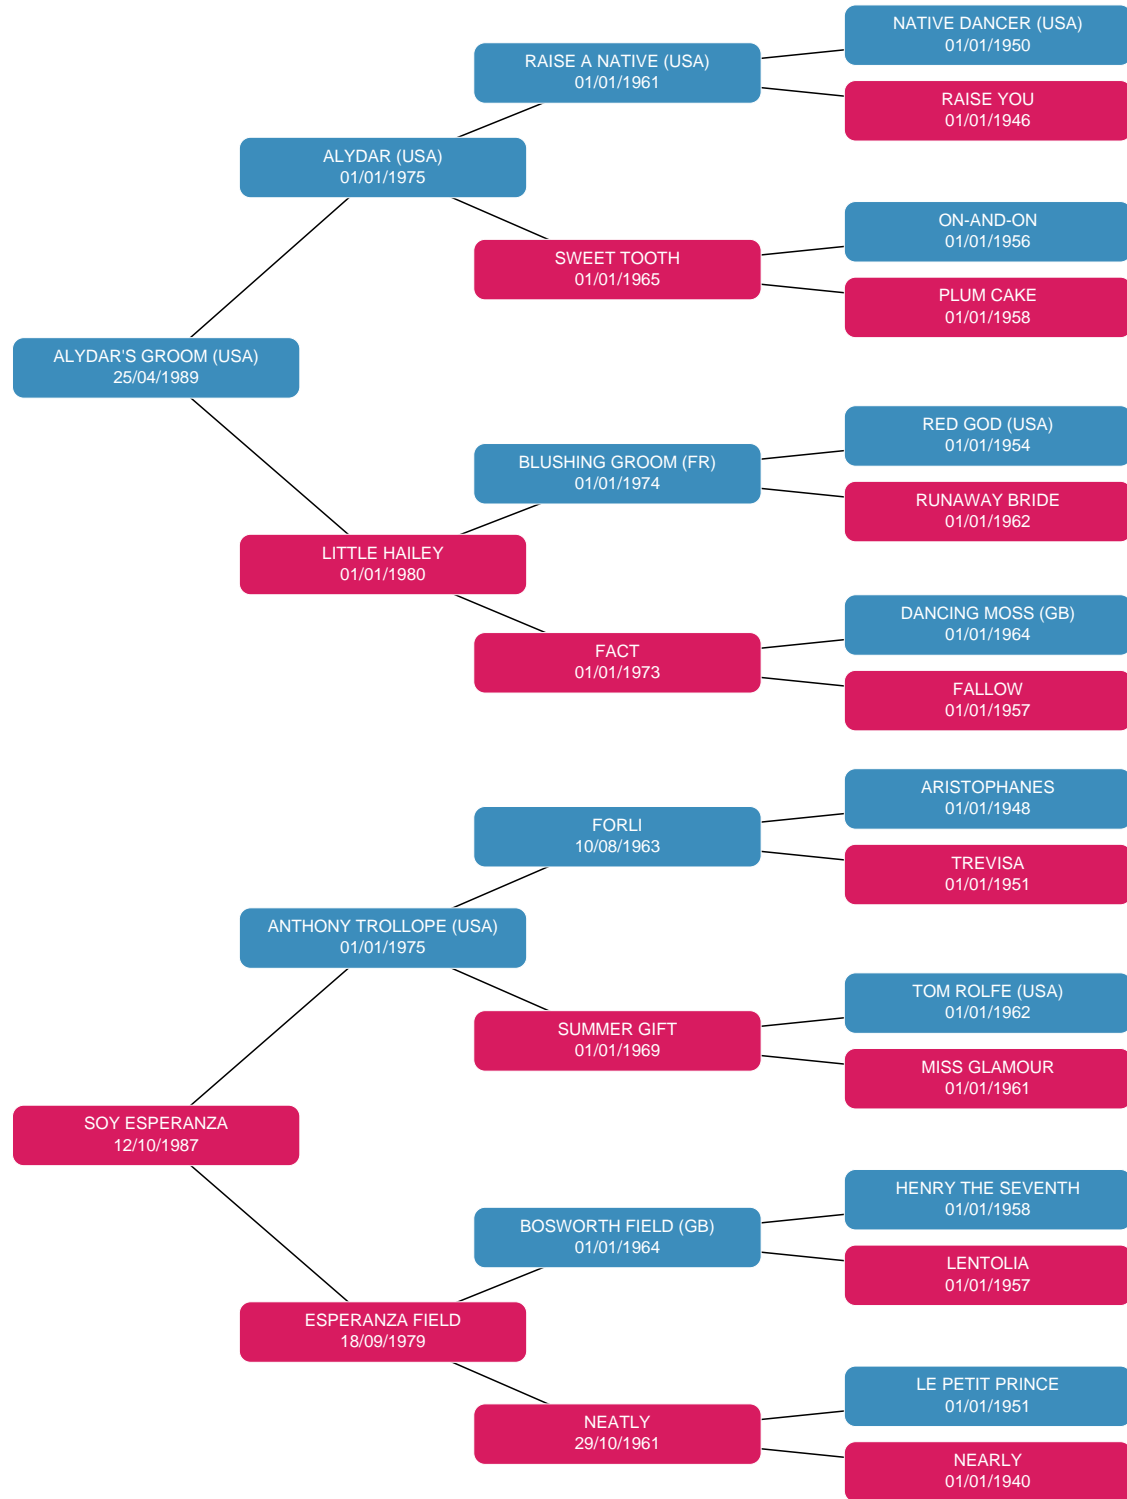 NATIVE DANCER (USA)
01/01/1950
RAISE A NATIVE (USA)
01/01/1961
RAISE YOU
01/01/1946
ALYDAR (USA)
01/01/1975
ON-AND-ON
01/01/1956
SWEET TOOTH
01/01/1965
PLUM CAKE
01/01/1958
ALYDAR'S GROOM (USA)
25/04/1989
RED GOD (USA)
01/01/1954
BLUSHING GROOM (FR)
01/01/1974
RUNAWAY BRIDE
01/01/1962
LITTLE HAILEY
01/01/1980
DANCING MOSS (GB)
01/01/1964
FACT
01/01/1973
FALLOW
01/01/1957
ARISTOPHANES
01/01/1948
FORLI
10/08/1963
TREVISA
01/01/1951
ANTHONY TROLLOPE (USA)
01/01/1975
TOM ROLFE (USA)
01/01/1962
SUMMER GIFT
01/01/1969
MISS GLAMOUR
01/01/1961
SOY ESPERANZA
12/10/1987
HENRY THE SEVENTH
01/01/1958
BOSWORTH FIELD (GB)
01/01/1964
LENTOLIA
01/01/1957
ESPERANZA FIELD
18/09/1979
LE PETIT PRINCE
01/01/1951
NEATLY
29/10/1961
NEARLY
01/01/1940